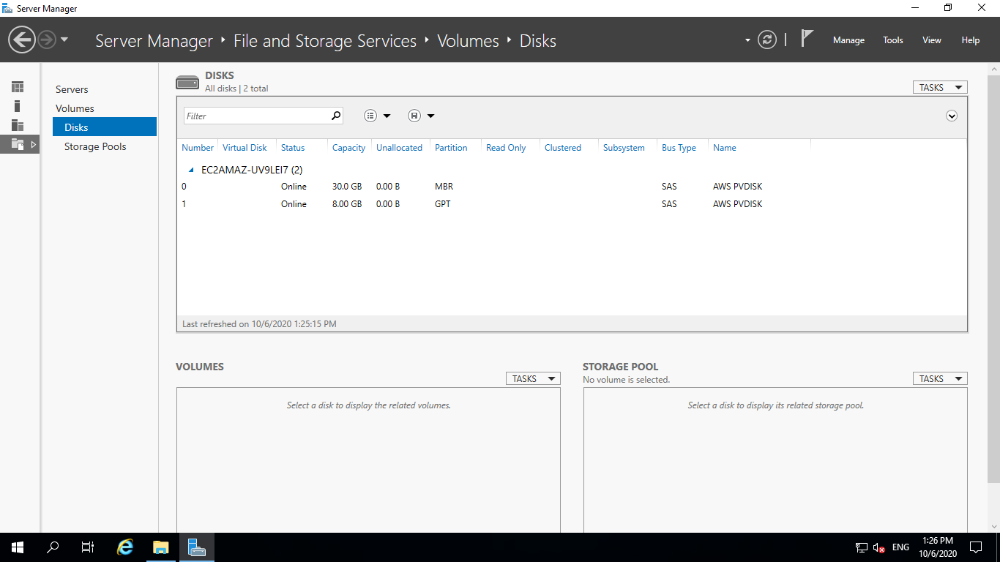 Server Manager
Server Manager ‣ File and Storage Services ‣ Volumes ‣ Disks
Manage Tools View Help
Servers
Volumes
Disks
Storage Pools
DISKS
All disks | 2 total
TASKS
Filter
Number Virtual Disk Status Capacity Unallocated Partition Read Only Clustered Subsystem Bus Type Name
EC2AMAZ-UV9LEI7 (2)
0 Online 30.0 GB 0.00 B MBR SAS AWS PVDISK
1 Online 8.00 GB 0.00 B GPT SAS AWS PVDISK
Last refreshed on 10/6/2020 1:25:15 PM
VOLUMES
TASKS
Select a disk to display the related volumes.
STORAGE POOL
No volume is selected.
TASKS
Select a disk to display its related storage pool.
ENG
1:26 PM
10/6/2020